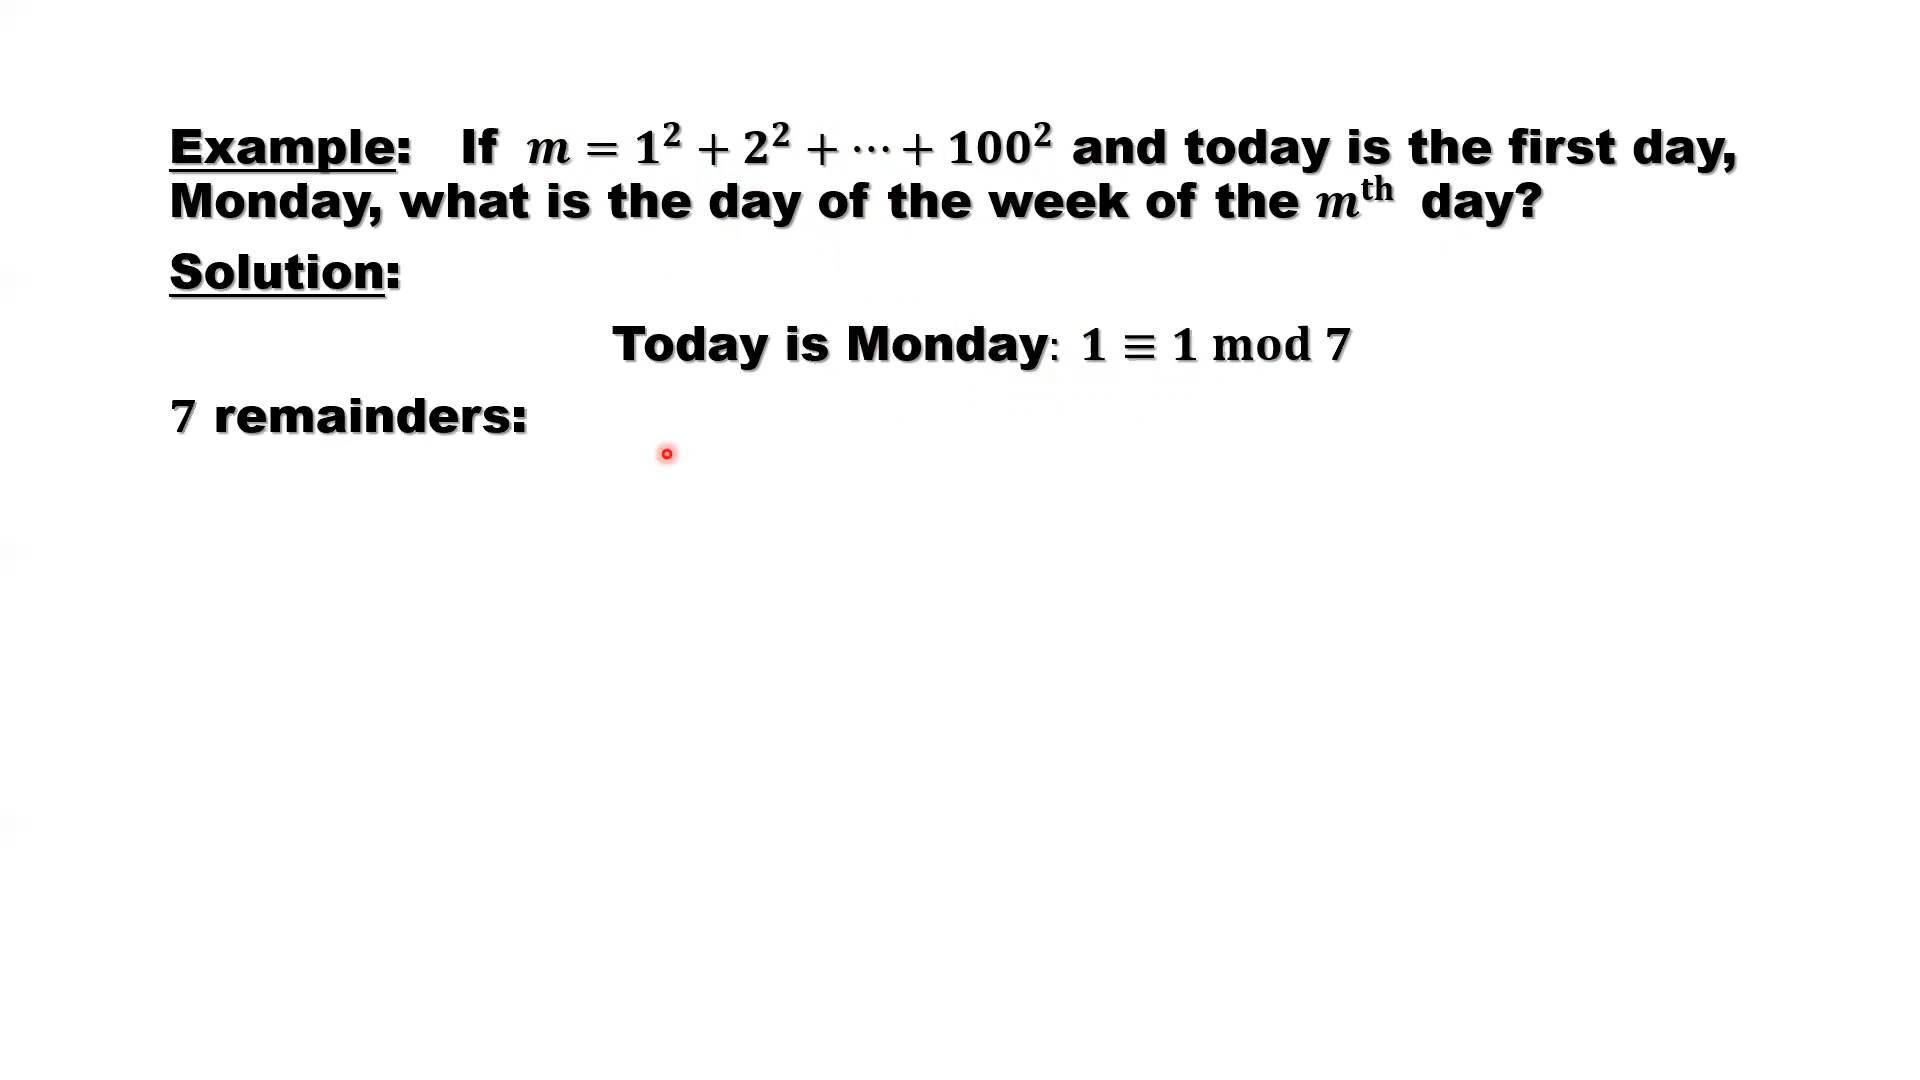 Example: If m = 1² + 2² + ⋯ + 100² and today is the first day,
Monday, what is the day of the week of the mᵗʰ day?
Solution:
Today is Monday: 1 ≡ 1 mod 7
7 remainders: